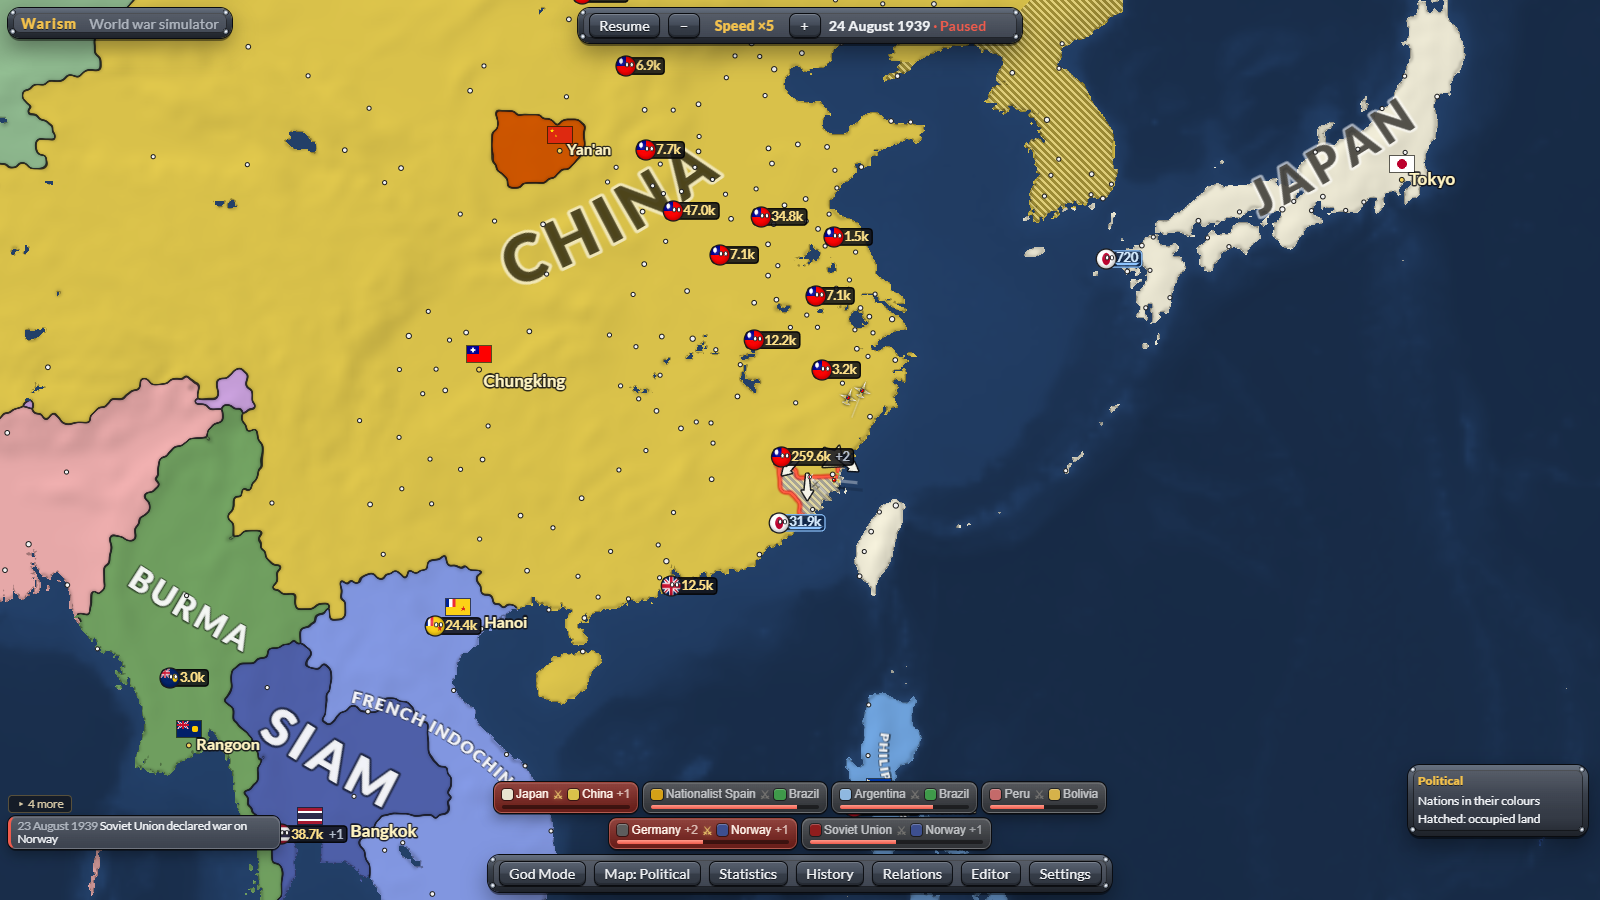 Warism World war simulator
Resume
−
Speed ×5
+
24 August 1939 · Paused
6.9k
7.7k
Yan'an
CHINA
47.0k
34.8k
1.5k
7.1k
7.1k
12.2k
3.2k
Chungking
JAPAN
Tokyo
720
259.6k +2
31.9k
12.5k
24.4k
Hanoi
BURMA
3.0k
Rangoon
SIAM
FRENCH INDOCHIN
PHILIP
38.7k +1
Bangkok
▸ 4 more
23 August 1939 Soviet Union declared war on
Norway
Japan China +1
Nationalist Spain Brazil
Argentina Brazil
Peru Bolivia
Germany +2 Norway +1
Soviet Union Norway +1
God Mode
Map: Political
Statistics
History
Relations
Editor
Settings
Political
Nations in their colours
Hatched: occupied land